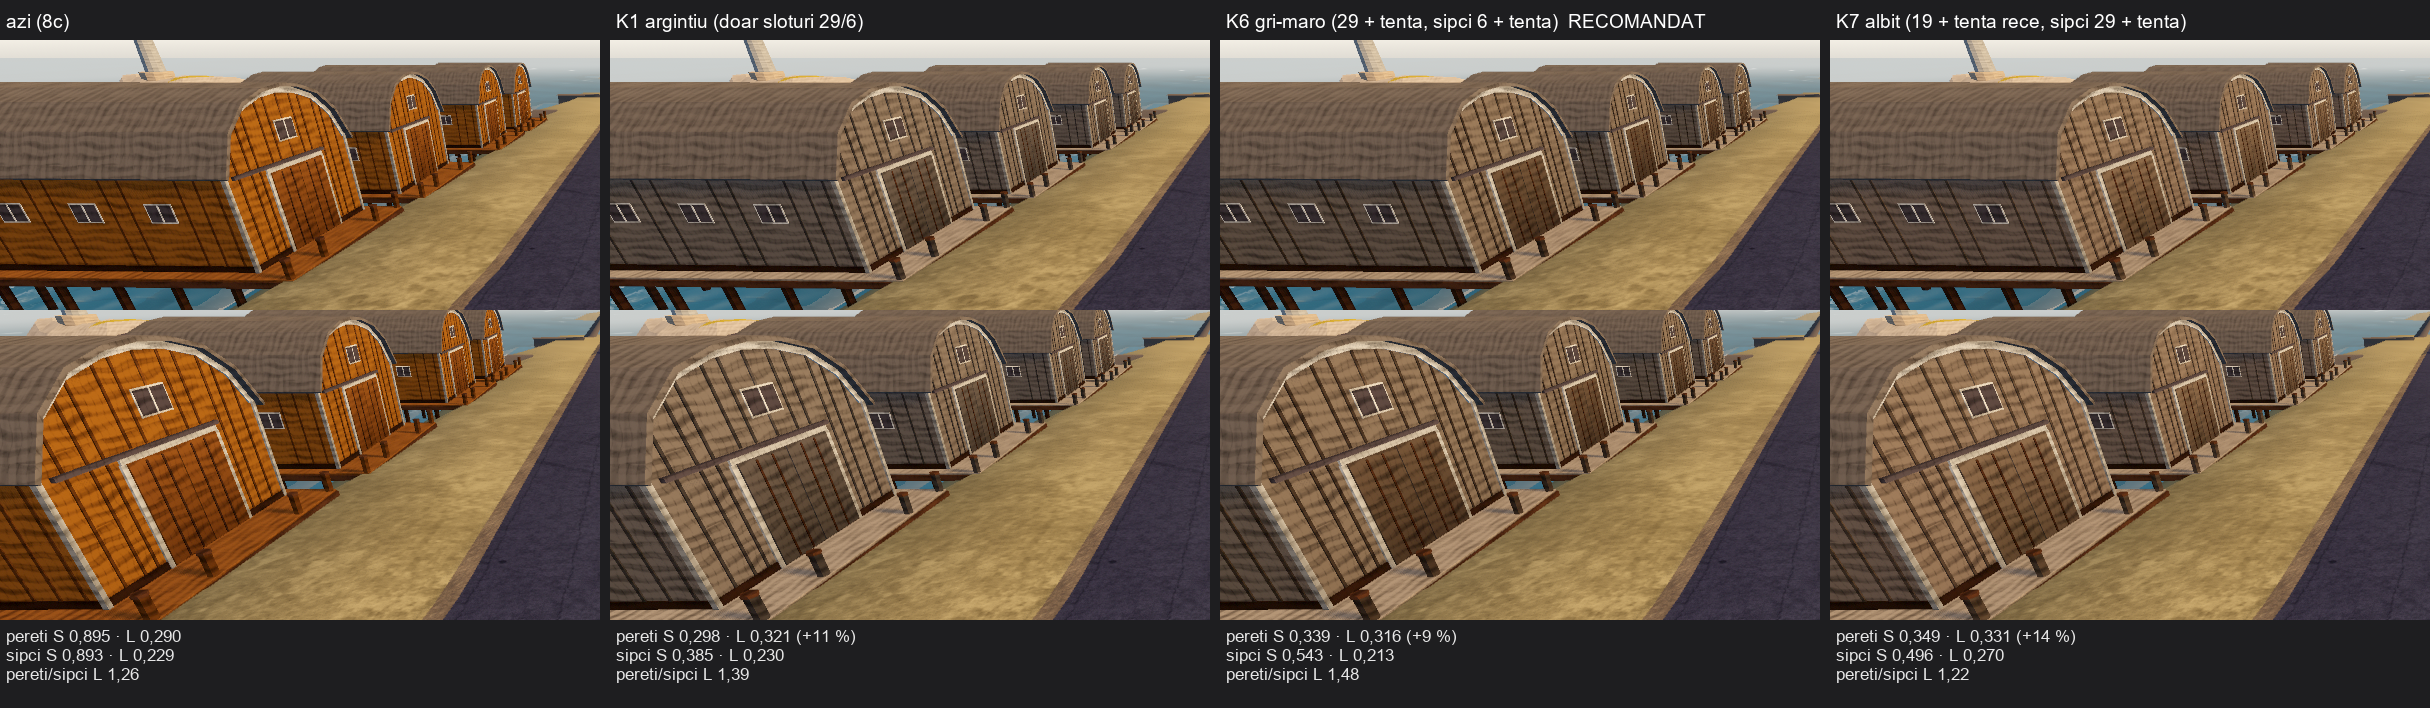 azi (8c)
pereti S 0,895 · L 0,290
sipci S 0,893 · L 0,229
pereti/sipci L 1,26
K1 argintiu (doar sloturi 29/6)
pereti S 0,298 · L 0,321 (+11 %)
sipci S 0,385 · L 0,230
pereti/sipci L 1,39
K6 gri-maro (29 + tenta, sipci 6 + tenta)  RECOMANDAT
pereti S 0,339 · L 0,316 (+9 %)
sipci S 0,543 · L 0,213
pereti/sipci L 1,48
K7 albit (19 + tenta rece, sipci 29 + tenta)
pereti S 0,349 · L 0,331 (+14 %)
sipci S 0,496 · L 0,270
pereti/sipci L 1,22